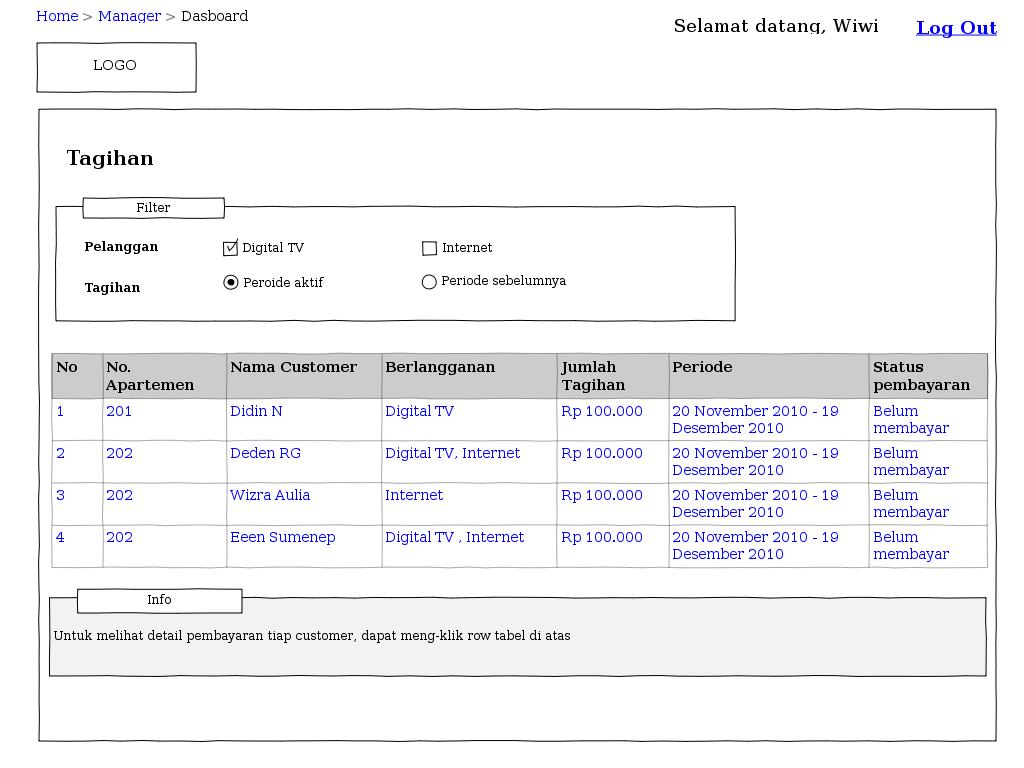 Home > Manager > Dasboard
Selamat datang, Wiwi
Log Out
LOGO
Tagihan
Filter
Pelanggan Digital TV Internet
Tagihan Peroide aktif Periode sebelumnya
No No. Nama Customer Berlangganan Jumlah Periode Status
Apartemen Tagihan pembayaran
1 201 Didin N Digital TV Rp 100.000 20 November 2010 - 19 Belum
Desember 2010 membayar
2 202 Deden RG Digital TV, Internet Rp 100.000 20 November 2010 - 19 Belum
Desember 2010 membayar
3 202 Wizra Aulia Internet Rp 100.000 20 November 2010 - 19 Belum
Desember 2010 membayar
4 202 Eeen Sumenep Digital TV , Internet Rp 100.000 20 November 2010 - 19 Belum
Desember 2010 membayar
Info
Untuk melihat detail pembayaran tiap customer, dapat meng-klik row tabel di atas